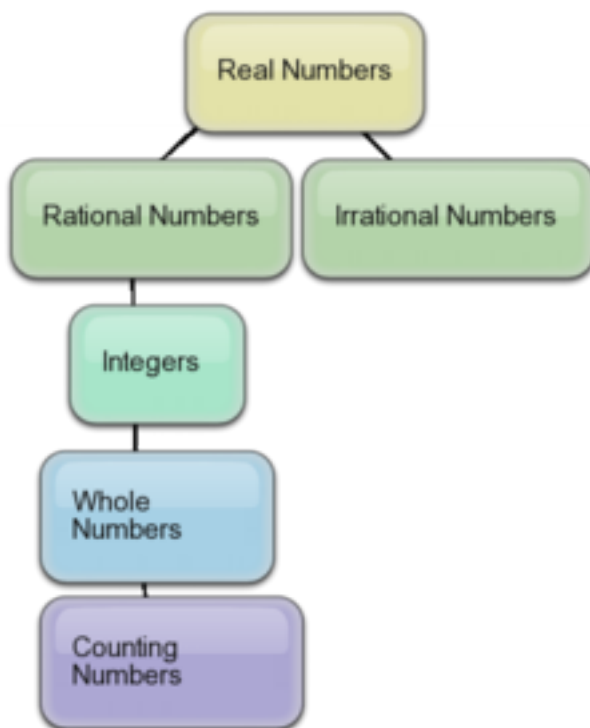 Real Numbers
Rational Numbers
Irrational Numbers
Integers
Whole
Numbers
Counting
Numbers